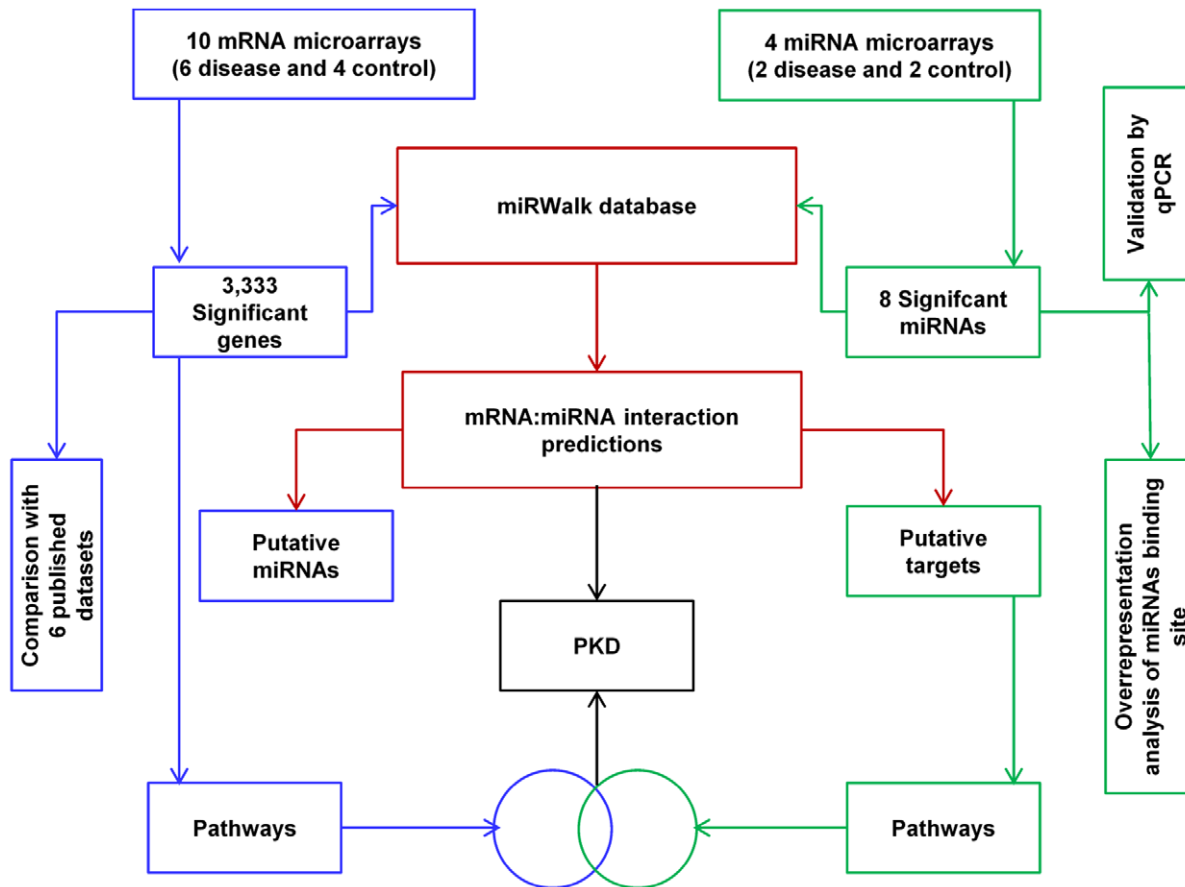 10 mRNA microarrays
(6 disease and 4 control)
4 miRNA microarrays
(2 disease and 2 control)
Validation by
qPCR
miRWalk database
3,333
Significant
genes
8 Signifcant
miRNAs
mRNA:miRNA interaction
predictions
Comparison with
6 published
datasets
Putative
miRNAs
Putative
targets
Overrepresentation
analysis of miRNAs binding
site
PKD
Pathways
Pathways